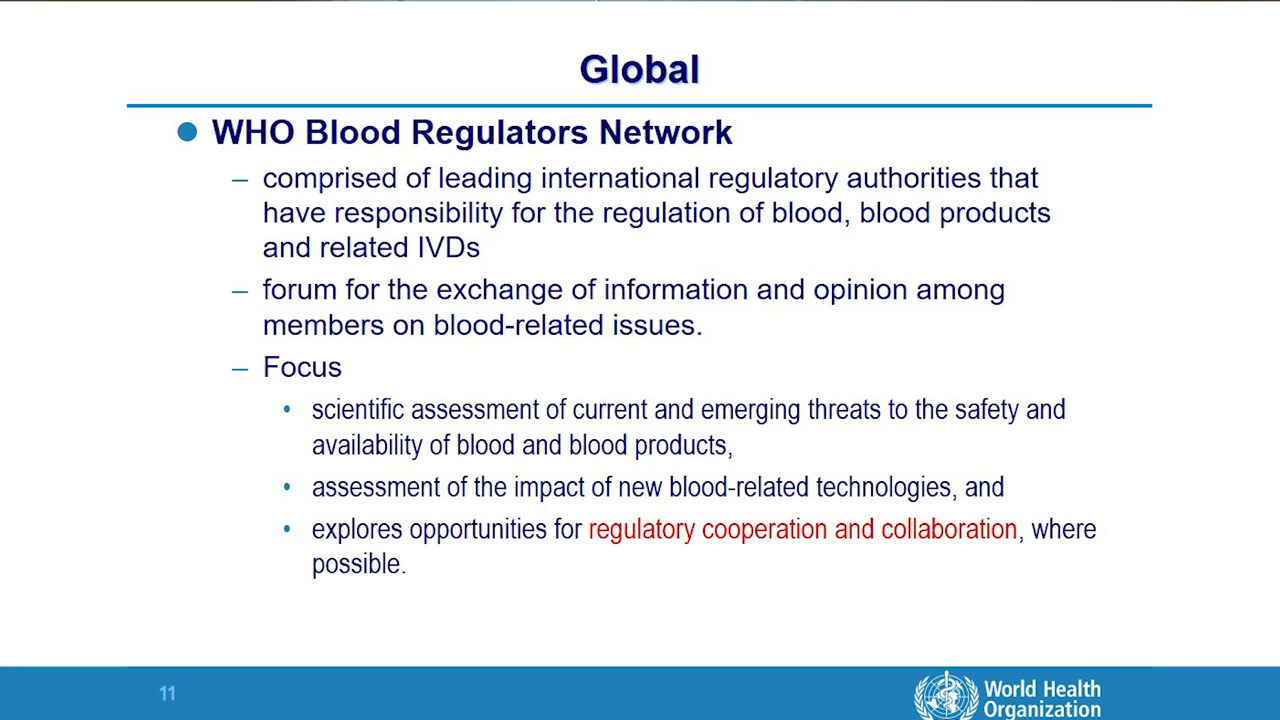 Global
WHO Blood Regulators Network
– comprised of leading international regulatory authorities that
have responsibility for the regulation of blood, blood products
and related IVDs
– forum for the exchange of information and opinion among
members on blood-related issues.
– Focus
• scientific assessment of current and emerging threats to the safety and
availability of blood and blood products,
• assessment of the impact of new blood-related technologies, and
• explores opportunities for regulatory cooperation and collaboration, where
possible.
11
World Health
Organization